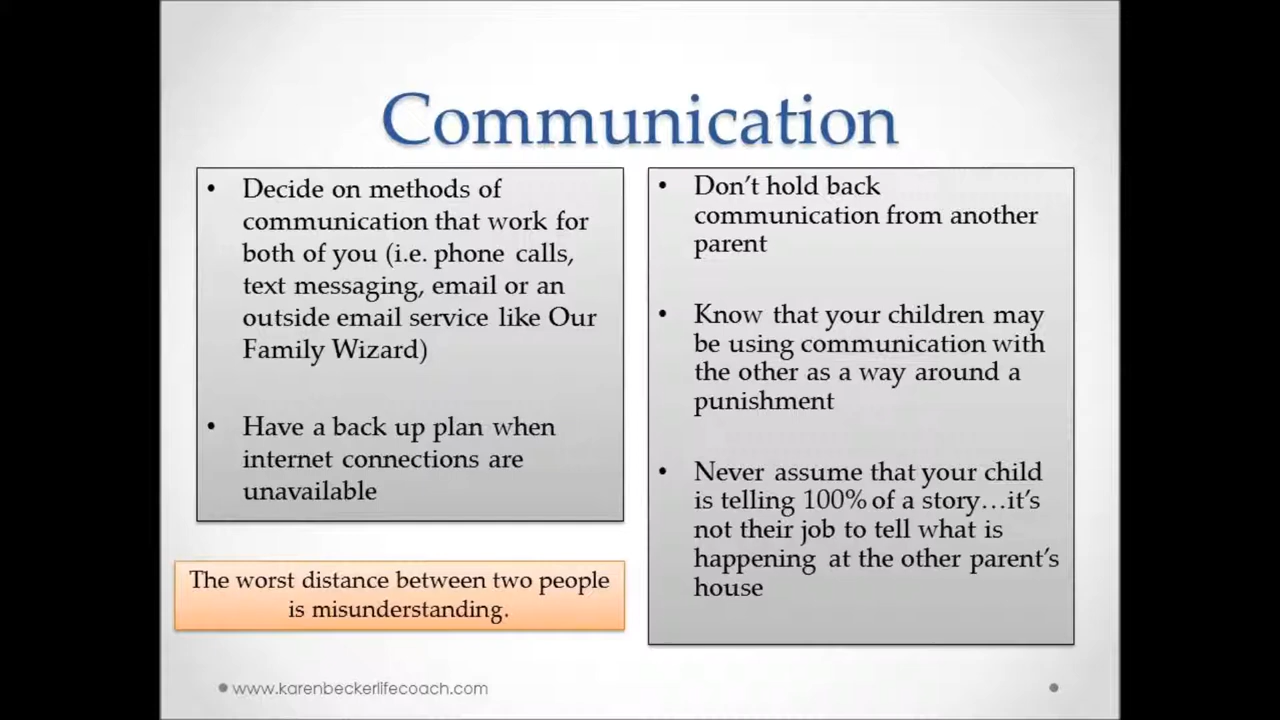 Communication
• Decide on methods of
communication that work for
both of you (i.e. phone calls,
text messaging, email or an
outside email service like Our
Family Wizard)
• Have a back up plan when
internet connections are
unavailable
The worst distance between two people
is misunderstanding.
• Don't hold back
communication from another
parent
• Know that your children may
be using communication with
the other as a way around a
punishment
• Never assume that your child
is telling 100% of a story…it's
not their job to tell what is
happening at the other parent's
house
www.karenbeckerlifecoach.com